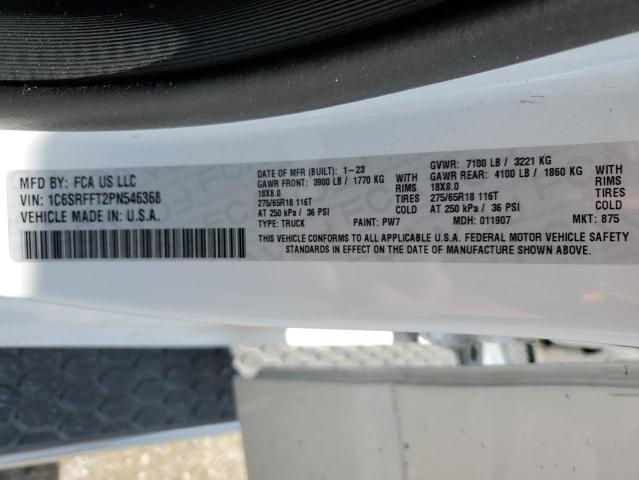 MFD BY: FCA US LLC
VIN: 1C6SRFFT2PN546368
VEHICLE MADE IN U.S.A.
DATE OF MFR (BUILT): 1-23
GAWR FRONT: 3900 LB / 1770 KG
18X8.0
275/65R18 116T
AT 250 kPa / 36 PSI
TYPE: TRUCK
WITH
RIMS
TIRES
COLD
PAINT: PW7
GVWR: 7100 LB / 3221 KG
GAWR REAR: 4100 LB / 1860 KG
18X8.0
275/65R18 116T
AT 250 kPa / 36 PSI
MDH: 011907
WITH
RIMS
TIRES
COLD
MKT: 875
THIS VEHICLE CONFORMS TO ALL APPLICABLE U.S.A. FEDERAL MOTOR VEHICLE SAFETY
STANDARDS IN EFFECT ON THE DATE OF MANUFACTURE SHOWN ABOVE.